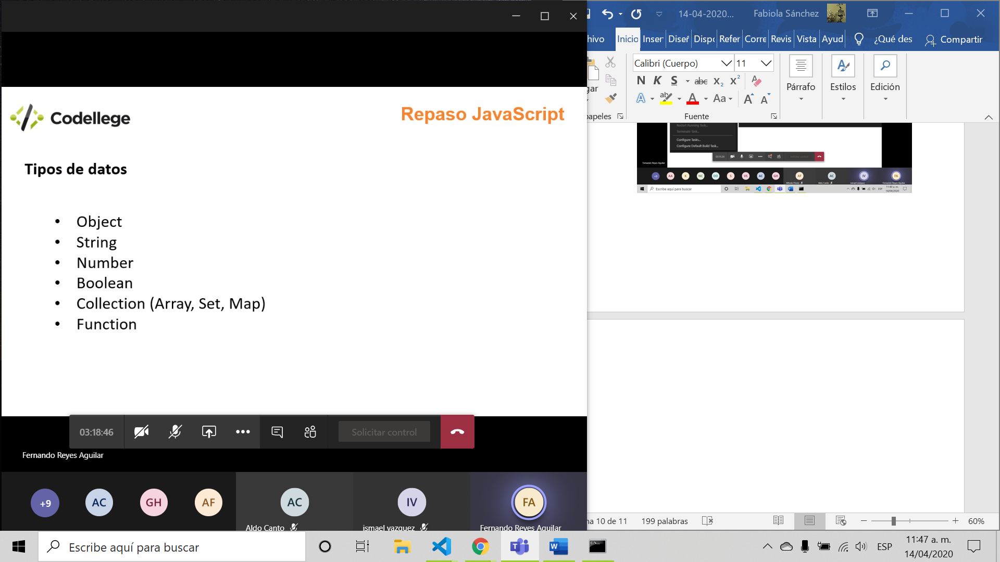 Codellege
Repaso JavaScript
Tipos de datos
• Object
• String
• Number
• Boolean
• Collection (Array, Set, Map)
• Function
03:18:46
Solicitar control
Fernando Reyes Aguilar
+9
AC
GH
AF
AC
Aldo Canto
IV
ismael vazquez
FA
Fernando Reyes Aguilar
14-04-2020...
Fabiola Sánchez
hivo
Inicio
Inser
Diseñ
Dispo
Refer
Corre
Revis
Vista
Ayud
¿Qué des
Compartir
gar
papeles
Calibri (Cuerpo)
11
N K S abc X₂ X²
A ab A Aa A A
Fuente
Párrafo
Estilos
Edición
Restart Running Task...
Terminate Task...
Configure Tasks...
Configure Default Build Task...
03:11:26
Solicitar control
Fernando Reyes Aguilar
+3
AA
K
NC
DD
S
VS
AC
GH
AF
AC
IV
FA
Alfredo Flores
Aldo Canto
ismael vazquez
Fernando Reyes Aguilar
Escribe aquí para buscar
ESP
11:40 a. m.
14/04/2020
na 10 de 11
199 palabras
60%
Escribe aquí para buscar
ESP
11:47 a. m.
14/04/2020